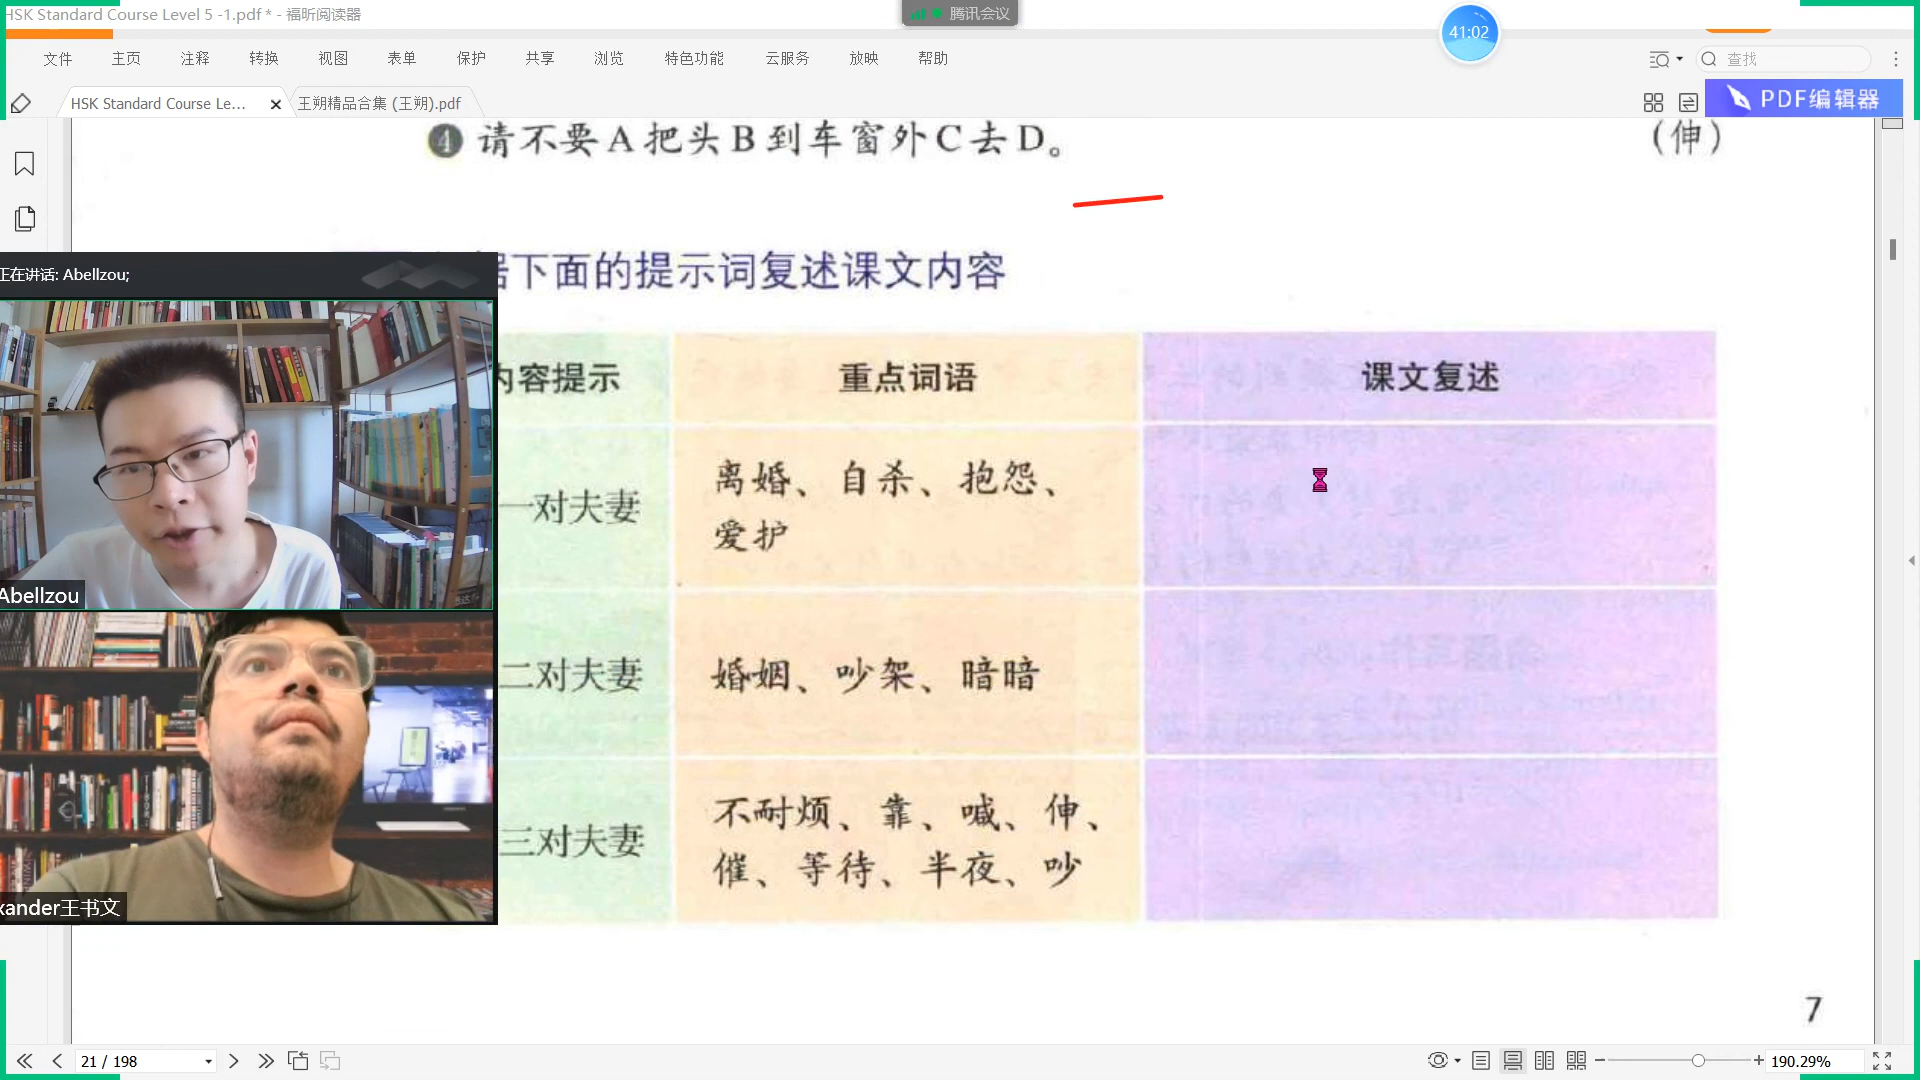 HSK Standard Course Level 5 -1.pdf * - 福昕阅读器
腾讯会议
41:02
文件 主页 注释 转换 视图 表单 保护 共享 浏览 特色功能 云服务 放映 帮助
查找
HSK Standard Course Le...
王朔精品合集 (王朔).pdf
PDF编辑器
4 请不要A把头B到车窗外C去D。 (伸)
据下面的提示词复述课文内容
正在讲话: Abellzou;
内容提示 重点词语 课文复述
一对夫妻
离婚、自杀、抱怨、
爱护
Abellzou
二对夫妻
婚姻、吵架、暗暗
三对夫妻
不耐烦、靠、喊、伸、
催、等待、半夜、吵
xander王书文
7
21 / 198
190.29%